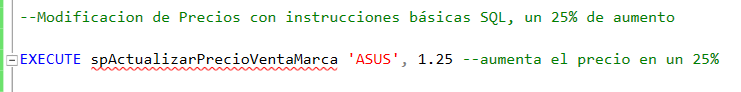 --Modificacion de Precios con instrucciones básicas SQL, un 25% de aumento
EXECUTE spActualizarPrecioVentaMarca 'ASUS', 1.25 --aumenta el precio en un 25%